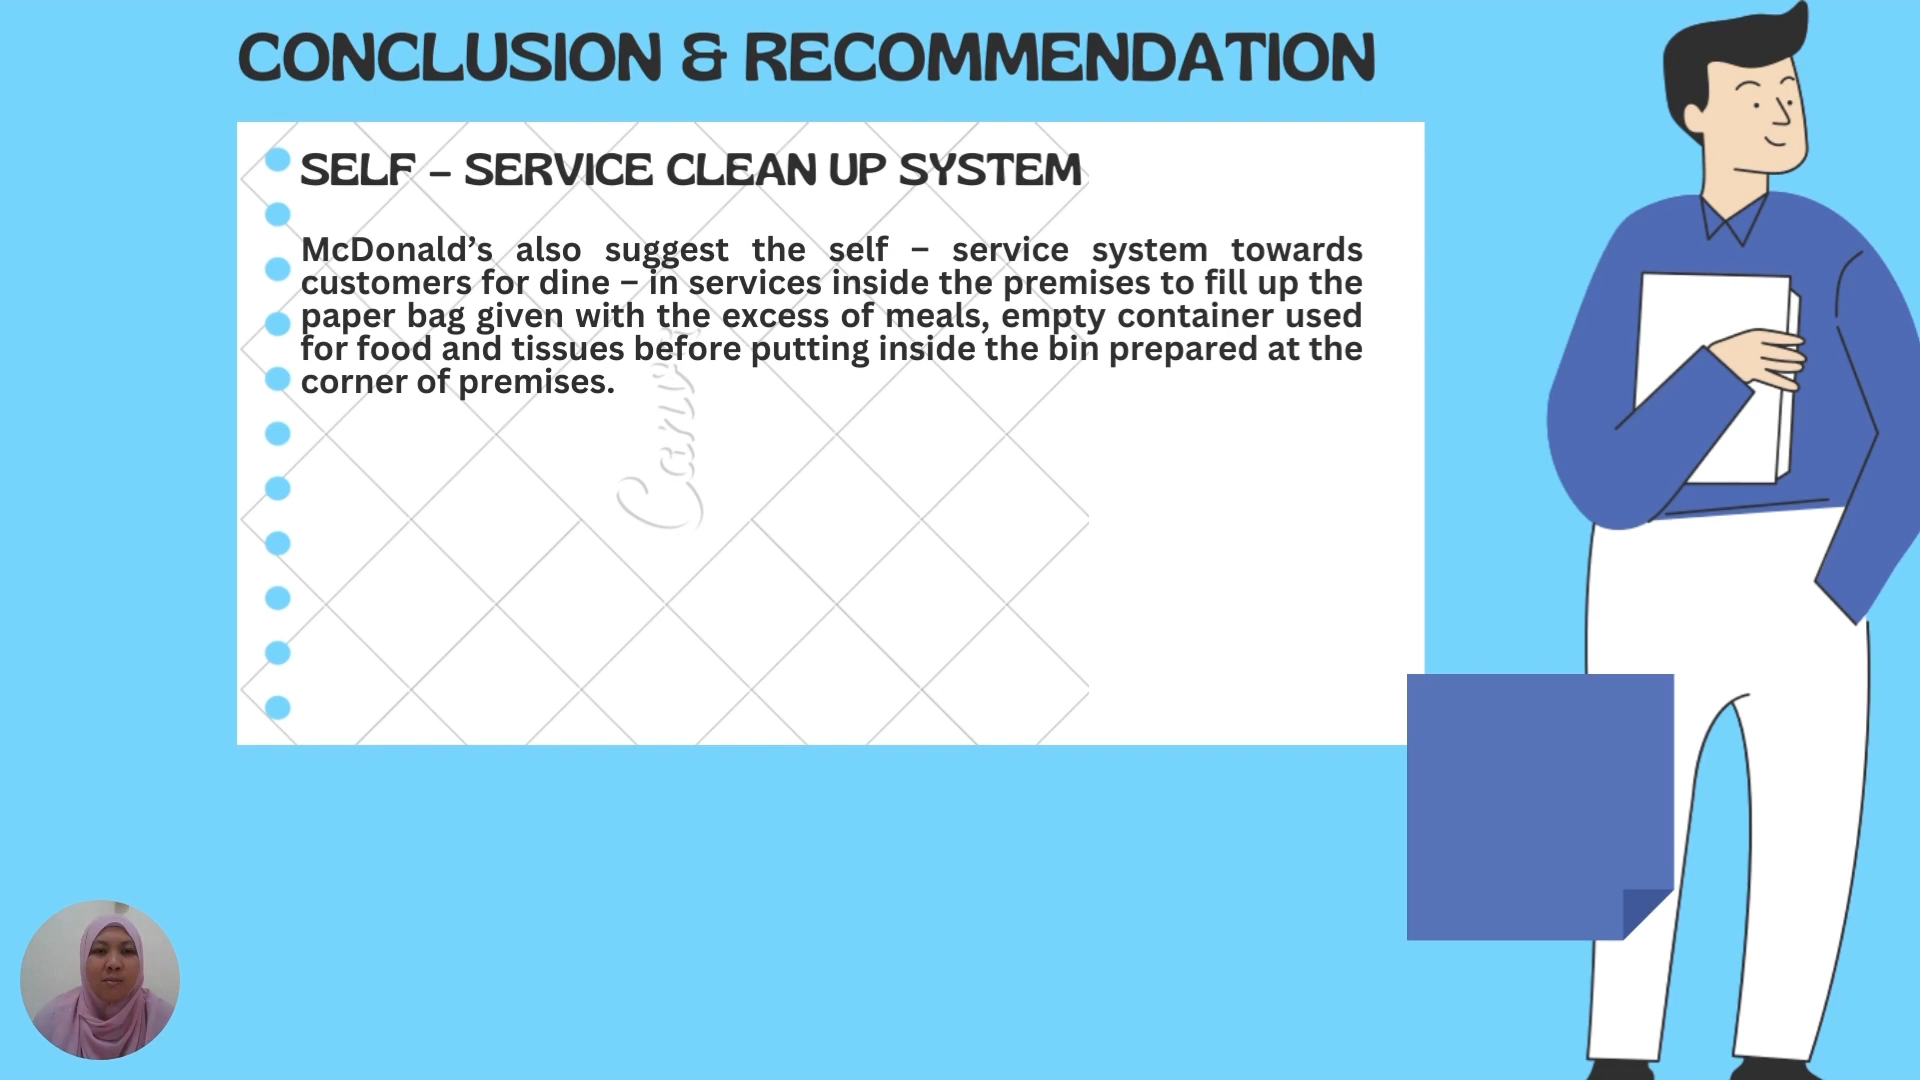 CONCLUSION & RECOMMENDATION
SELF – SERVICE CLEAN UP SYSTEM
McDonald’s also suggest the self – service system towards
customers for dine – in services inside the premises to fill up the
paper bag given with the excess of meals, empty container used
for food and tissues before putting inside the bin prepared at the
corner of premises.
Canva